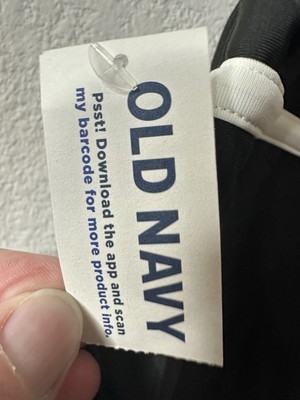 OLD NAVY
Psst! Download the app and scan
my barcode for more product info.